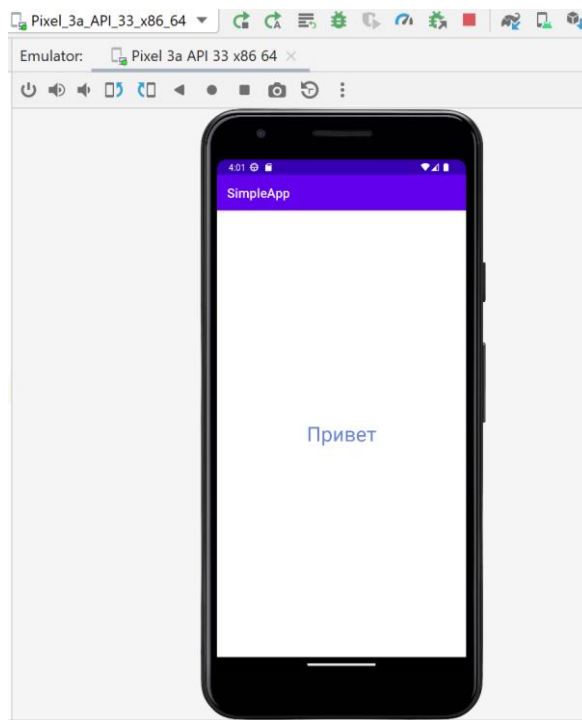 Pixel_3a_API_33_x86_64
Emulator: Pixel 3a API 33 x86 64
4:01
SimpleApp
Привет